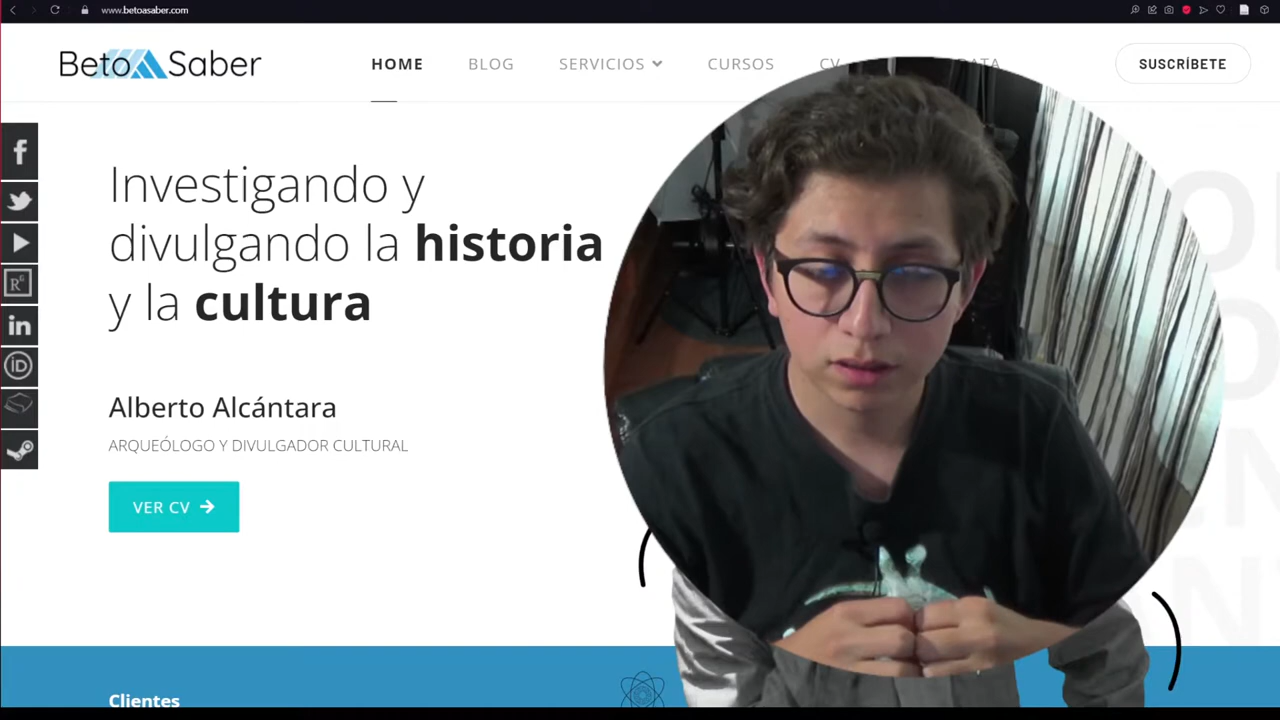 www.betoasaber.com
Beto Saber
HOME BLOG SERVICIOS CURSOS CV
SUSCRÍBETE
Investigando y
divulgando la historia
y la cultura
Alberto Alcántara
ARQUEÓLOGO Y DIVULGADOR CULTURAL
VER CV
Clientes